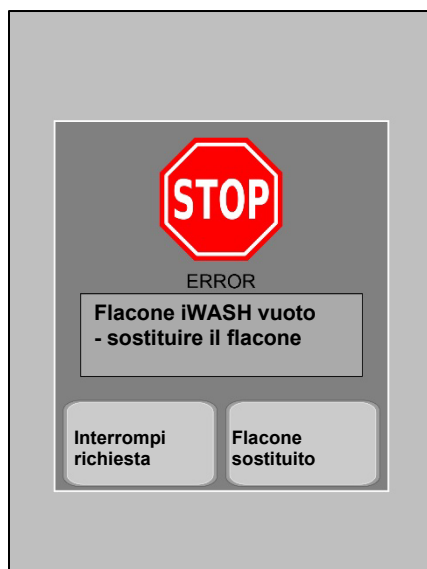 STOP
ERROR
Flacone iWASH vuoto
- sostituire il flacone
Interrompi
richiesta
Flacone
sostituito